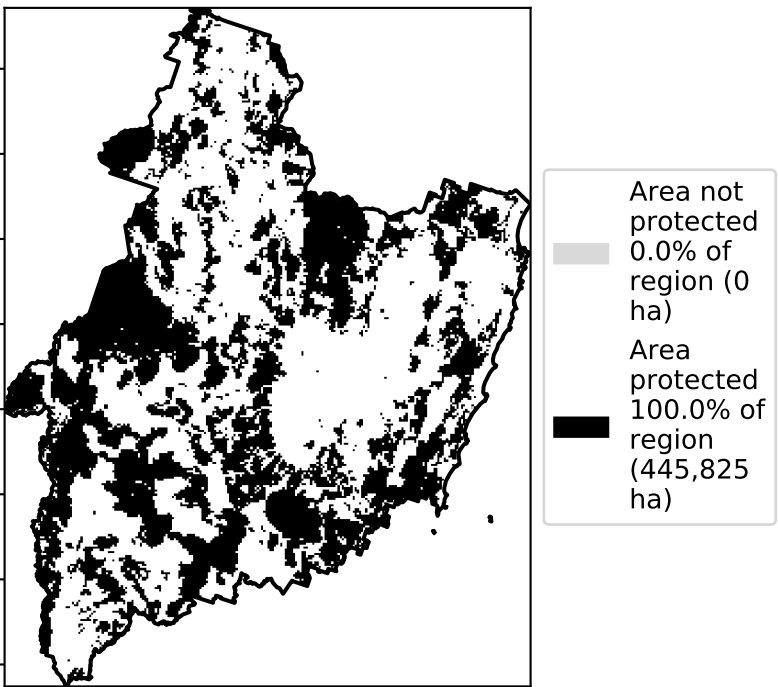 Area not
protected
0.0% of
region (0
ha)
Area
protected
100.0% of
region
(445,825
ha)